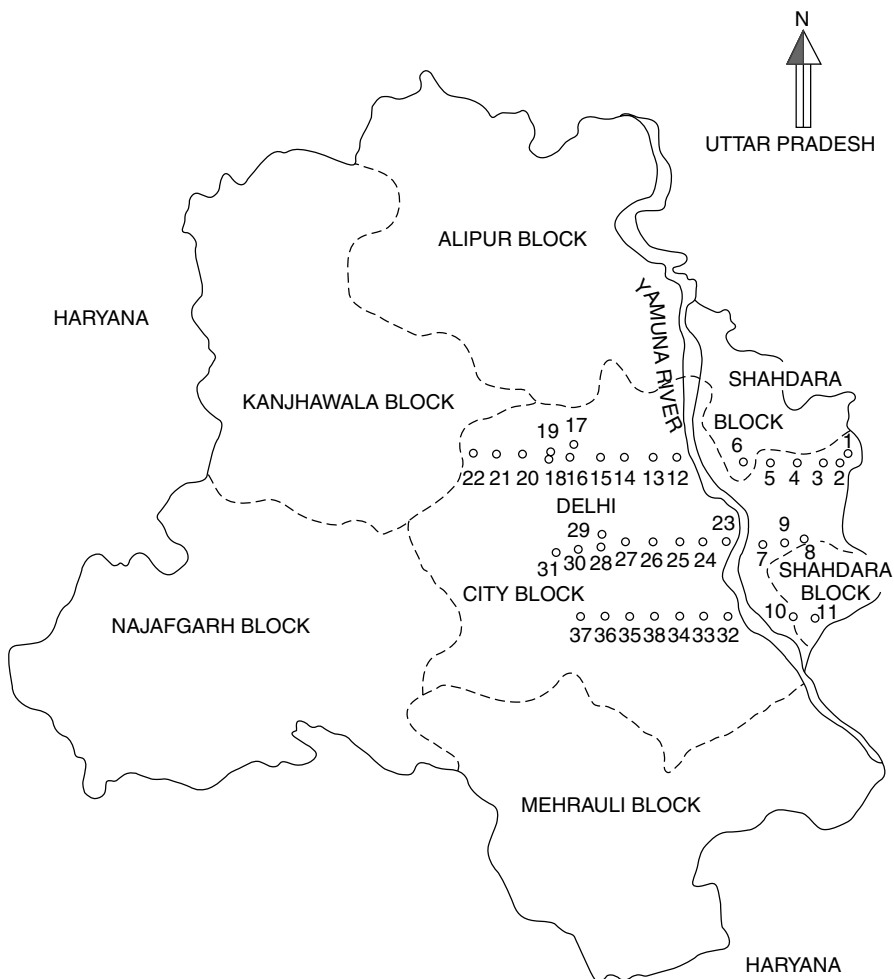 N
UTTAR PRADESH
ALIPUR BLOCK
HARYANA
YAMUNA RIVER
SHAHDARA
BLOCK
KANJHAWALA BLOCK
19 17
6 1
22 21 20 18 16 15 14 13 12 5 4 3 2
DELHI
29 23 9
31 30 28 27 26 25 24 7 8
SHAHDARA
BLOCK
CITY BLOCK
10 11
NAJAFGARH BLOCK
37 36 35 38 34 33 32
MEHRAULI BLOCK
HARYANA